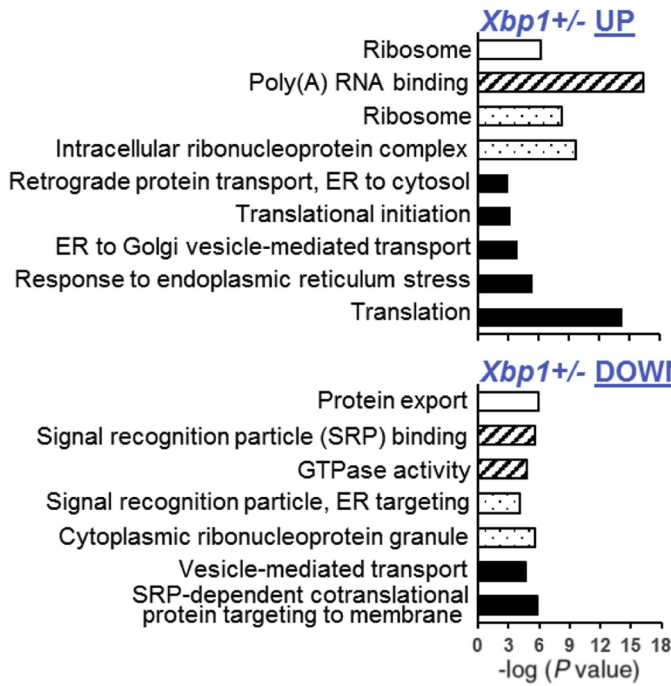 Xbp1+/- UP
Ribosome
Poly(A) RNA binding
Ribosome
Intracellular ribonucleoprotein complex
Retrograde protein transport, ER to cytosol
Translational initiation
ER to Golgi vesicle-mediated transport
Response to endoplasmic reticulum stress
Translation
Xbp1+/- DOWN
Protein export
Signal recognition particle (SRP) binding
GTPase activity
Signal recognition particle, ER targeting
Cytoplasmic ribonucleoprotein granule
Vesicle-mediated transport
SRP-dependent cotranslational
protein targeting to membrane
0 3 6 9 12 15 18
-log (P value)